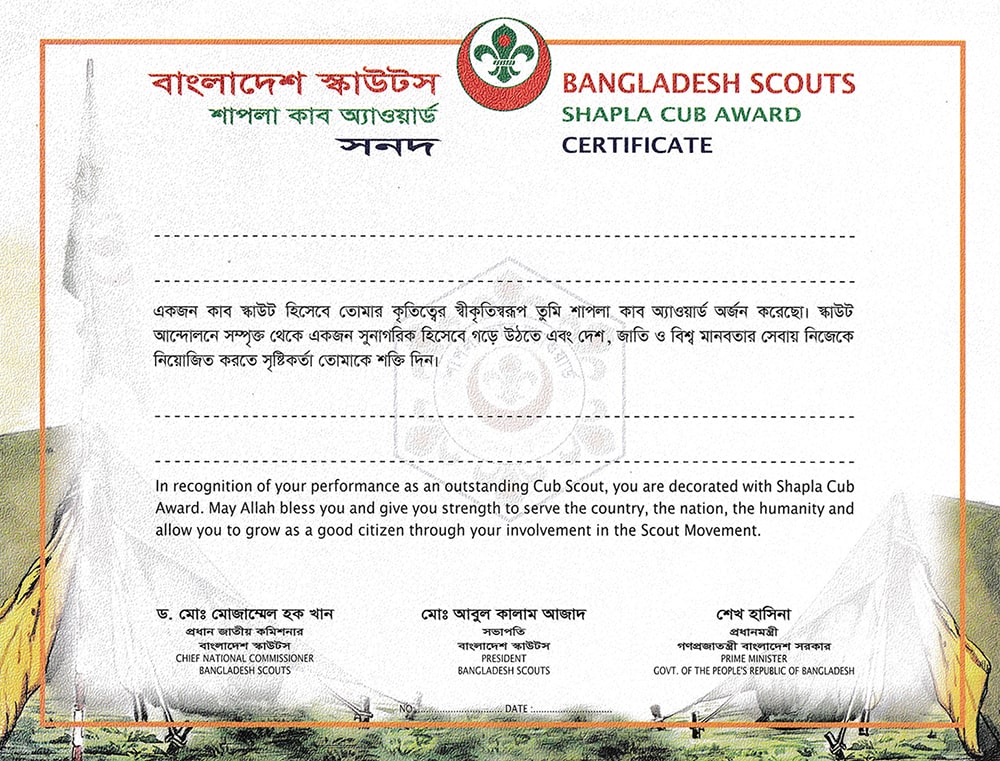 বাংলাদেশ স্কাউটস
শাপলা কাব অ্যাওয়ার্ড
সনদ
BANGLADESH SCOUTS
SHAPLA CUB AWARD
CERTIFICATE
একজন কাব স্কাউট হিসেবে তোমার কৃতিত্বের স্বীকৃতিস্বরূপ তুমি শাপলা কাব অ্যাওয়ার্ড অর্জন করেছো। স্কাউট
আন্দোলনে সম্পৃক্ত থেকে একজন সুনাগরিক হিসেবে গড়ে উঠতে এবং দেশ, জাতি ও বিশ্ব মানবতার সেবায় নিজেকে
নিয়োজিত করতে সৃষ্টিকর্তা তোমাকে শক্তি দিন।
In recognition of your performance as an outstanding Cub Scout, you are decorated with Shapla Cub
Award. May Allah bless you and give you strength to serve the country, the nation, the humanity and
allow you to grow as a good citizen through your involvement in the Scout Movement.
ড. মোঃ মোজাম্মেল হক খান
প্রধান জাতীয় কমিশনার
বাংলাদেশ স্কাউটস
CHIEF NATIONAL COMMISSIONER
BANGLADESH SCOUTS
মোঃ আবুল কালাম আজাদ
সভাপতি
বাংলাদেশ স্কাউটস
PRESIDENT
BANGLADESH SCOUTS
শেখ হাসিনা
প্রধানমন্ত্রী
গণপ্রজাতন্ত্রী বাংলাদেশ সরকার
PRIME MINISTER
GOVT. OF THE PEOPLE'S REPUBLIC OF BANGLADESH
NO. DATE :